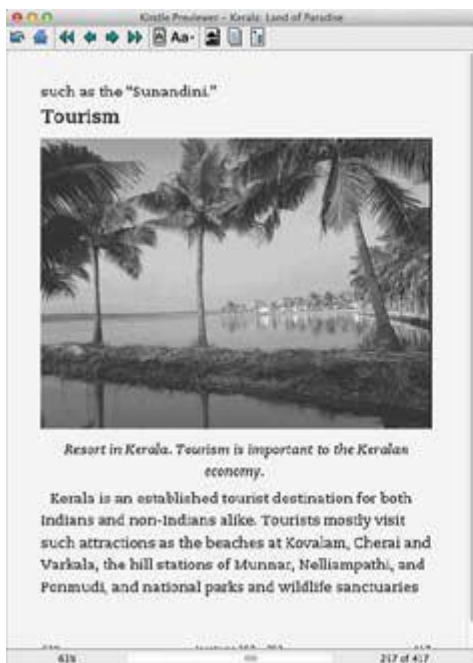 Kindle Previewer – Kerala: Land of Paradise
Aa
such as the “Sunandini.”
Tourism
Resort in Kerala. Tourism is important to the Keralan
economy.
Kerala is an established tourist destination for both
Indians and non-Indians alike. Tourists mostly visit
such attractions as the beaches at Kovalam, Cherai and
Varkala, the hill stations of Munnar, Nelliampathi, and
Ponmudi, and national parks and wildlife sanctuaries
61% 217 of 417